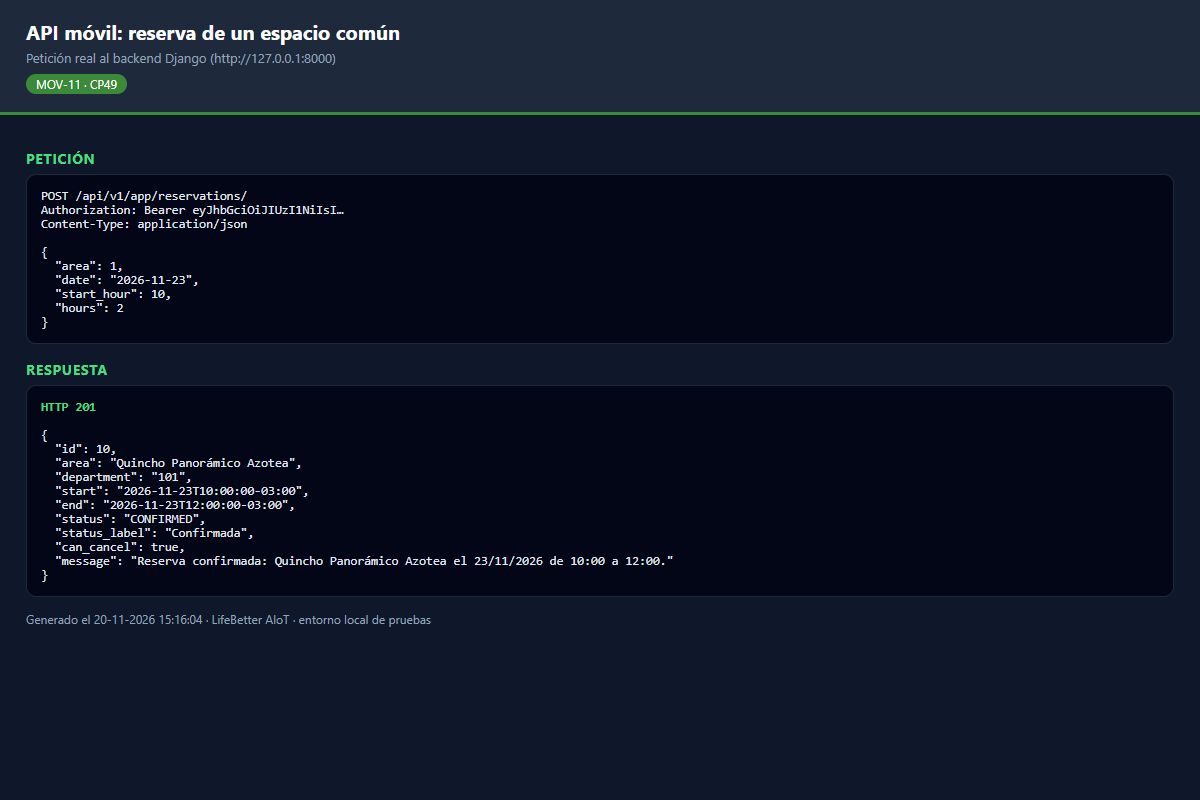 API móvil: reserva de un espacio común
Petición real al backend Django (http://127.0.0.1:8000)
MOV-11 · CP49
PETICIÓN
POST /api/v1/app/reservations/
Authorization: Bearer eyJhbGciOiJIUzI1NiIsI…
Content-Type: application/json
{
  "area": 1,
  "date": "2026-11-23",
  "start_hour": 10,
  "hours": 2
}
RESPUESTA
HTTP 201
{
  "id": 10,
  "area": "Quincho Panorámico Azotea",
  "department": "101",
  "start": "2026-11-23T10:00:00-03:00",
  "end": "2026-11-23T12:00:00-03:00",
  "status": "CONFIRMED",
  "status_label": "Confirmada",
  "can_cancel": true,
  "message": "Reserva confirmada: Quincho Panorámico Azotea el 23/11/2026 de 10:00 a 12:00."
}
Generado el 20-11-2026 15:16:04 · LifeBetter AIoT · entorno local de pruebas